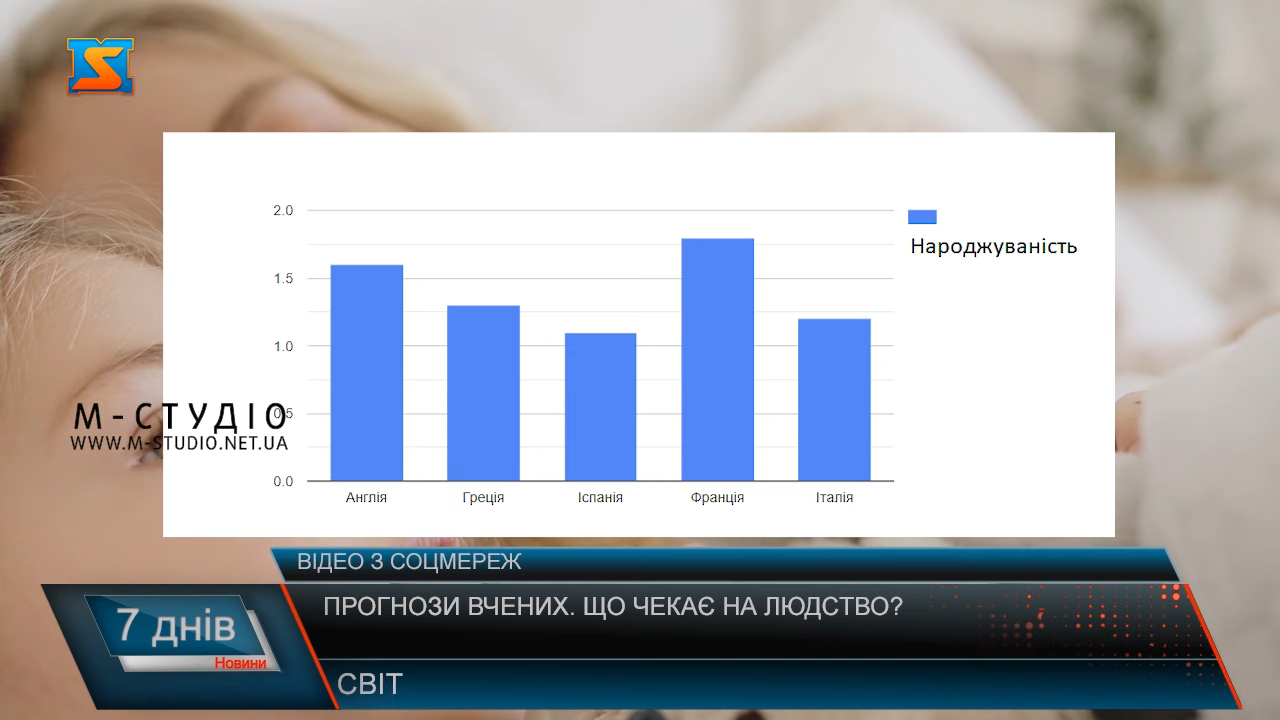 2.0
Народжуваність
1.5
1.0
М-СТУДІО
0.5
WWW.M-STUDIO.NET.UA
0.0
Англія Греція Іспанія Франція Італія
ВІДЕО З СОЦМЕРЕЖ
7 днів
Новини
ПРОГНОЗИ ВЧЕНИХ. ЩО ЧЕКАЄ НА ЛЮДСТВО?
СВІТ